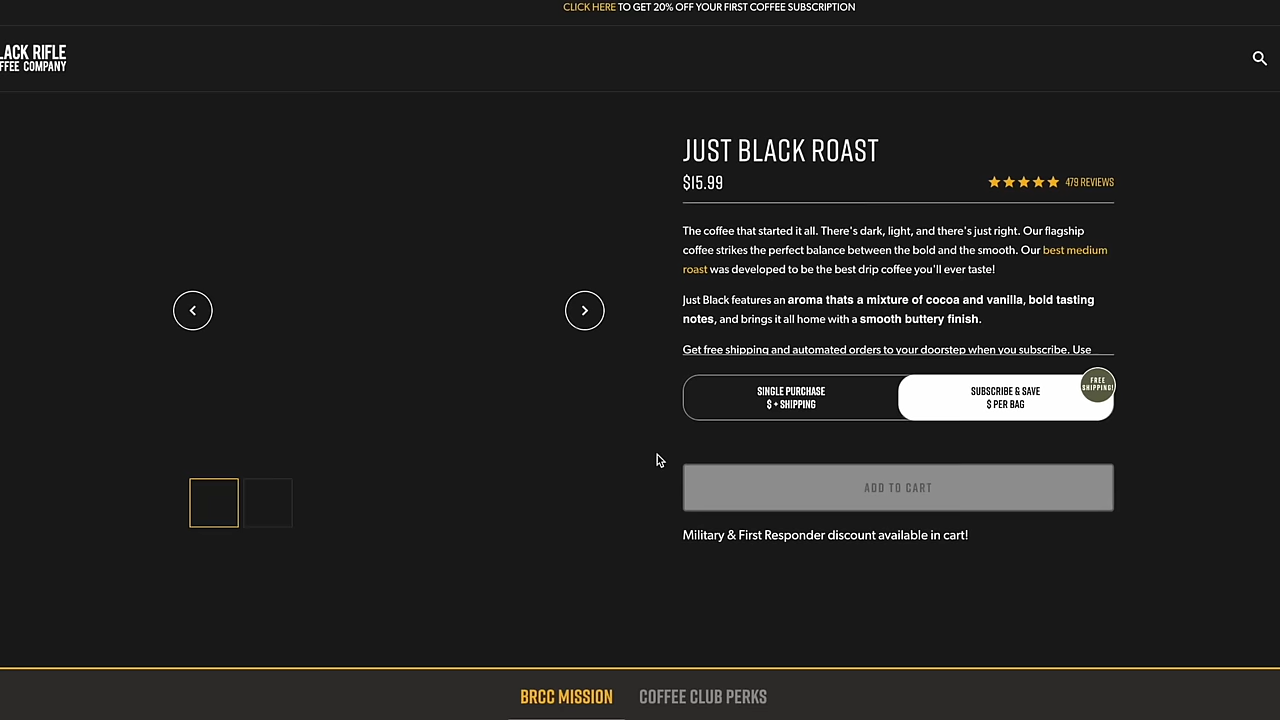 CLICK HERE TO GET 20% OFF YOUR FIRST COFFEE SUBSCRIPTION
LACK RIFLE
FFEE COMPANY
JUST BLACK ROAST
$15.99
479 REVIEWS
The coffee that started it all. There's dark, light, and there's just right. Our flagship
coffee strikes the perfect balance between the bold and the smooth. Our best medium
roast was developed to be the best drip coffee you'll ever taste!
Just Black features an aroma thats a mixture of cocoa and vanilla, bold tasting
notes, and brings it all home with a smooth buttery finish.
Get free shipping and automated orders to your doorstep when you subscribe. Use
SINGLE PURCHASE
$ + SHIPPING
SUBSCRIBE & SAVE
$ PER BAG
FREE
SHIPPING!
ADD TO CART
Military & First Responder discount available in cart!
BRCC MISSION
COFFEE CLUB PERKS